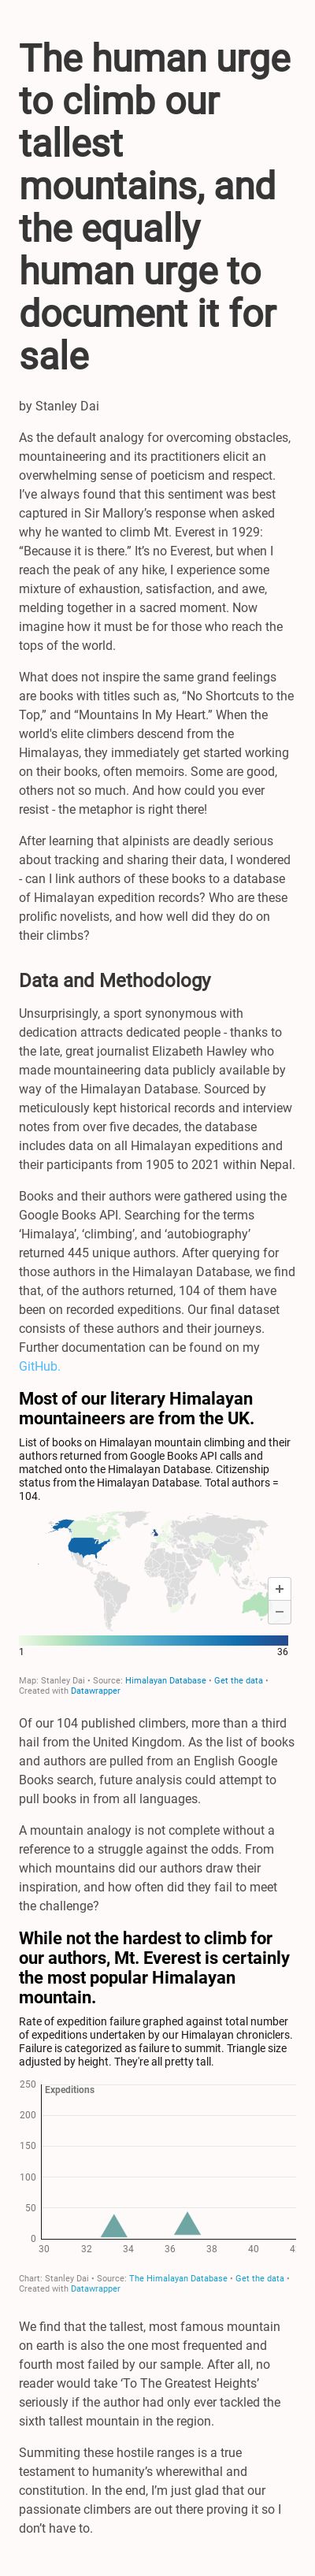 The human urge
to climb our
tallest
mountains, and
the equally
human urge to
document it for
sale
by Stanley Dai
As the default analogy for overcoming obstacles,
mountaineering and its practitioners elicit an
overwhelming sense of poeticism and respect.
I’ve always found that this sentiment was best
captured in Sir Mallory’s response when asked
why he wanted to climb Mt. Everest in 1929:
“Because it is there.” It’s no Everest, but when I
reach the peak of any hike, I experience some
mixture of exhaustion, satisfaction, and awe,
melding together in a sacred moment. Now
imagine how it must be for those who reach the
tops of the world.
What does not inspire the same grand feelings
are books with titles such as, “No Shortcuts to the
Top,” and “Mountains In My Heart.” When the
world's elite climbers descend from the
Himalayas, they immediately get started working
on their books, often memoirs. Some are good,
others not so much. And how could you ever
resist - the metaphor is right there!
After learning that alpinists are deadly serious
about tracking and sharing their data, I wondered
- can I link authors of these books to a database
of Himalayan expedition records? Who are these
prolific novelists, and how well did they do on
their climbs?
Data and Methodology
Unsurprisingly, a sport synonymous with
dedication attracts dedicated people - thanks to
the late, great journalist Elizabeth Hawley who
made mountaineering data publicly available by
way of the Himalayan Database. Sourced by
meticulously kept historical records and interview
notes from over five decades, the database
includes data on all Himalayan expeditions and
their participants from 1905 to 2021 within Nepal.
Books and their authors were gathered using the
Google Books API. Searching for the terms
‘Himalaya’, ‘climbing’, and ‘autobiography’
returned 445 unique authors. After querying for
those authors in the Himalayan Database, we find
that, of the authors returned, 104 of them have
been on recorded expeditions. Our final dataset
consists of these authors and their journeys.
Further documentation can be found on my
GitHub.
Most of our literary Himalayan
mountaineers are from the UK.
List of books on Himalayan mountain climbing and their
authors returned from Google Books API calls and
matched onto the Himalayan Database. Citizenship
status from the Himalayan Database. Total authors =
104.
+
−
1 36
Map: Stanley Dai • Source: Himalayan Database • Get the data •
Created with Datawrapper
Of our 104 published climbers, more than a third
hail from the United Kingdom. As the list of books
and authors are pulled from an English Google
Books search, future analysis could attempt to
pull books in from all languages.
A mountain analogy is not complete without a
reference to a struggle against the odds. From
which mountains did our authors draw their
inspiration, and how often did they fail to meet
the challenge?
While not the hardest to climb for
our authors, Mt. Everest is certainly
the most popular Himalayan
mountain.
Rate of expedition failure graphed against total number
of expeditions undertaken by our Himalayan chroniclers.
Failure is categorized as failure to summit. Triangle size
adjusted by height. They're all pretty tall.
250
Expeditions
200
150
100
50
0
30 32 34 36 38 40 4
Chart: Stanley Dai • Source: The Himalayan Database • Get the data •
Created with Datawrapper
We find that the tallest, most famous mountain
on earth is also the one most frequented and
fourth most failed by our sample. After all, no
reader would take ‘To The Greatest Heights’
seriously if the author had only ever tackled the
sixth tallest mountain in the region.
Summiting these hostile ranges is a true
testament to humanity’s wherewithal and
constitution. In the end, I’m just glad that our
passionate climbers are out there proving it so I
don’t have to.